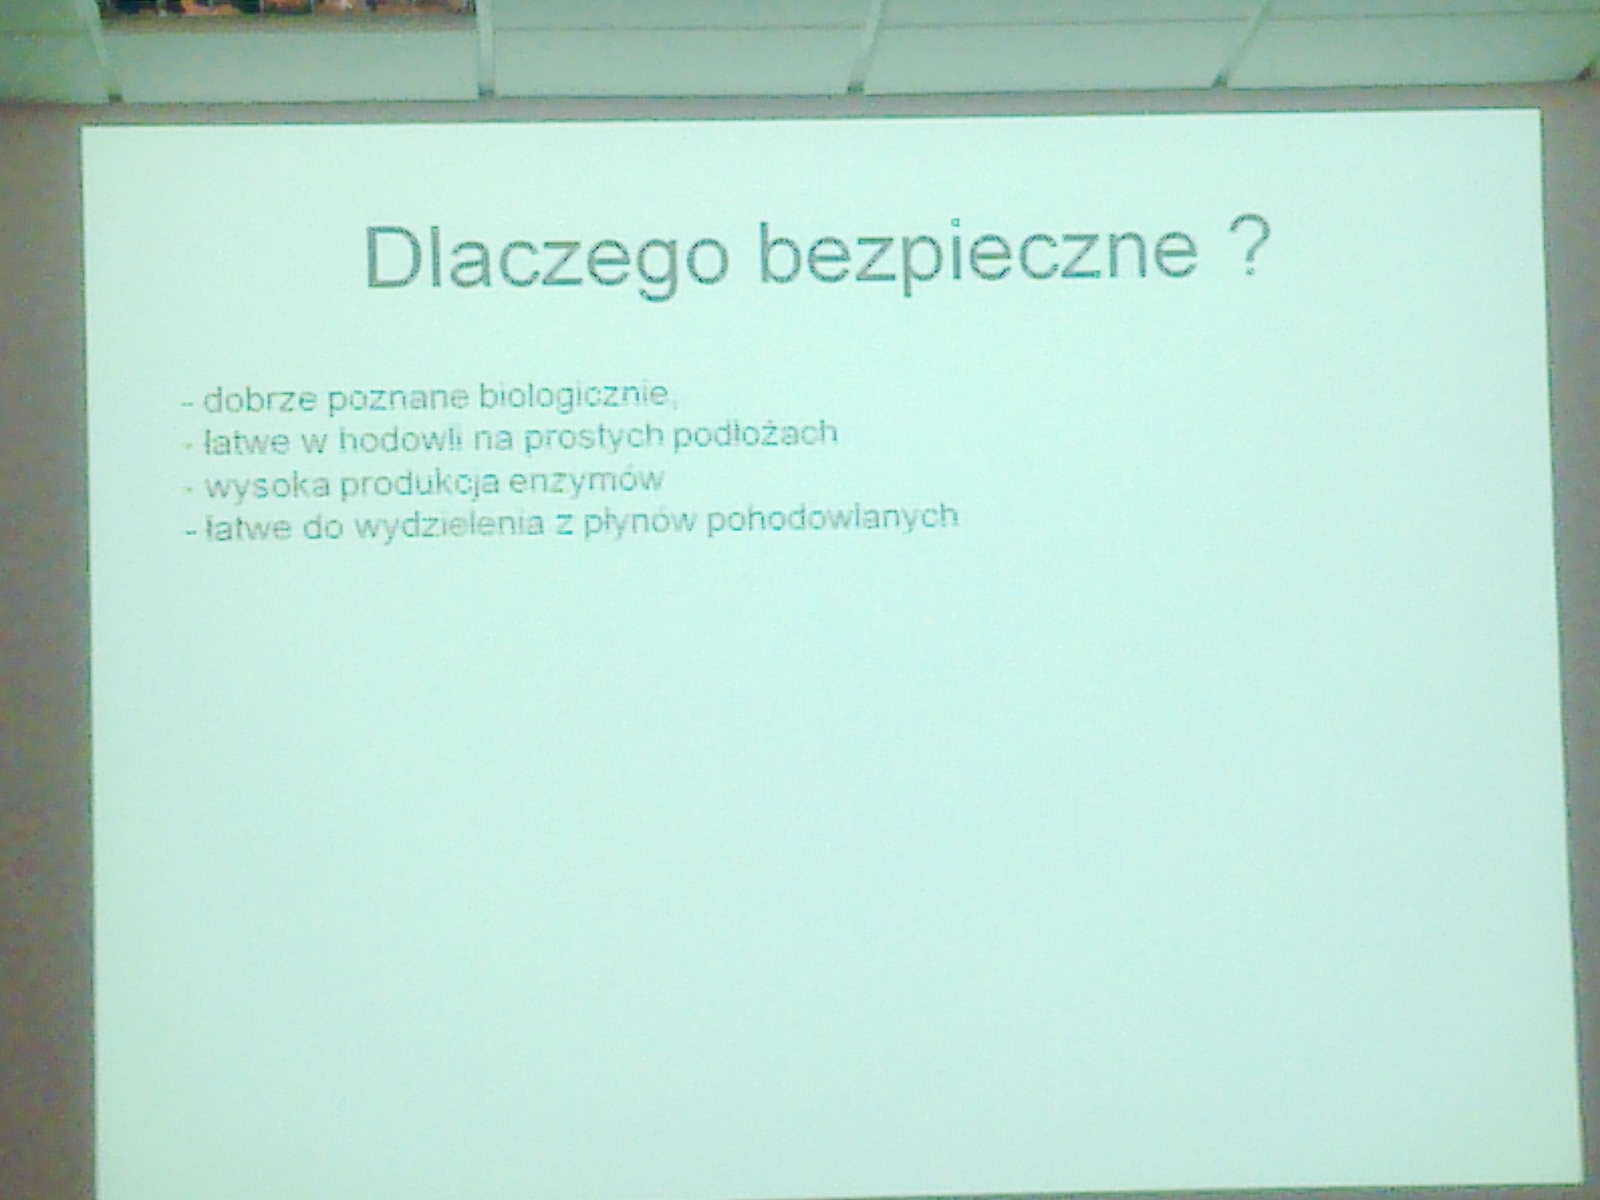 Dlaczego bezpieczne ?
- dobrze poznane biologicznie,
- łatwe w hodowli na prostych podłożach
- wysoka produkcja enzymów
- łatwe do wydzielenia z płynów pohodowlanych